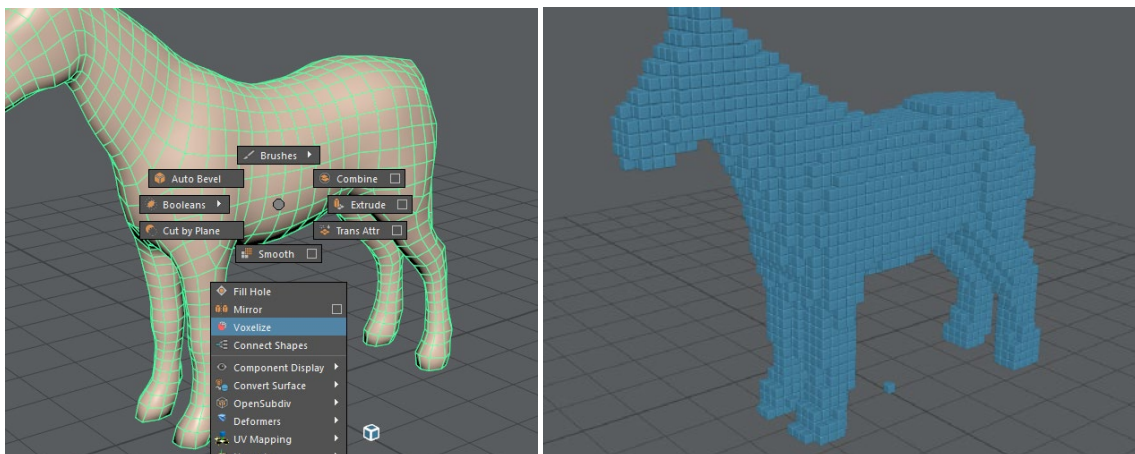 Brushes
Auto Bevel
Combine
Booleans
Extrude
Cut by Plane
Trans Attr
Smooth
Fill Hole
Mirror
Voxelize
Connect Shapes
Component Display
Convert Surface
OpenSubdiv
Deformers
UV Mapping